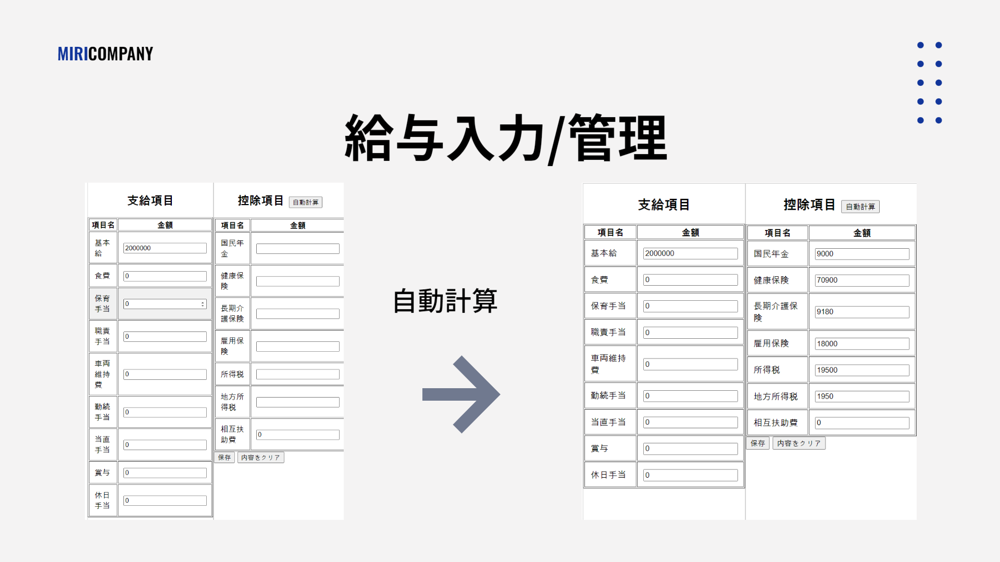 MIRICOMPANY
給与入力/管理
支給項目
項目名 金額
基本
給
2000000
食費 0
保育
手当
0
職責
手当
0
車両
維持
費
0
勤続
手当
0
当直
手当
0
賞与 0
休日
手当
0
控除項目 自動計算
項目名 金額
国民年
金
健康保
険
長期介
護保険
雇用保
険
所得税
地方所
得税
相互扶
助費
0
保存 内容をクリア
自動計算
支給項目
項目名 金額
基本給 2000000
食費 0
保育手当 0
職責手当 0
車両維持
費
0
勤続手当 0
当直手当 0
賞与 0
休日手当 0
控除項目 自動計算
項目名 金額
国民年金 9000
健康保険 70900
長期介護保
険
9180
雇用保険 18000
所得税 19500
地方所得税 1950
相互扶助費 0
保存 内容をクリア